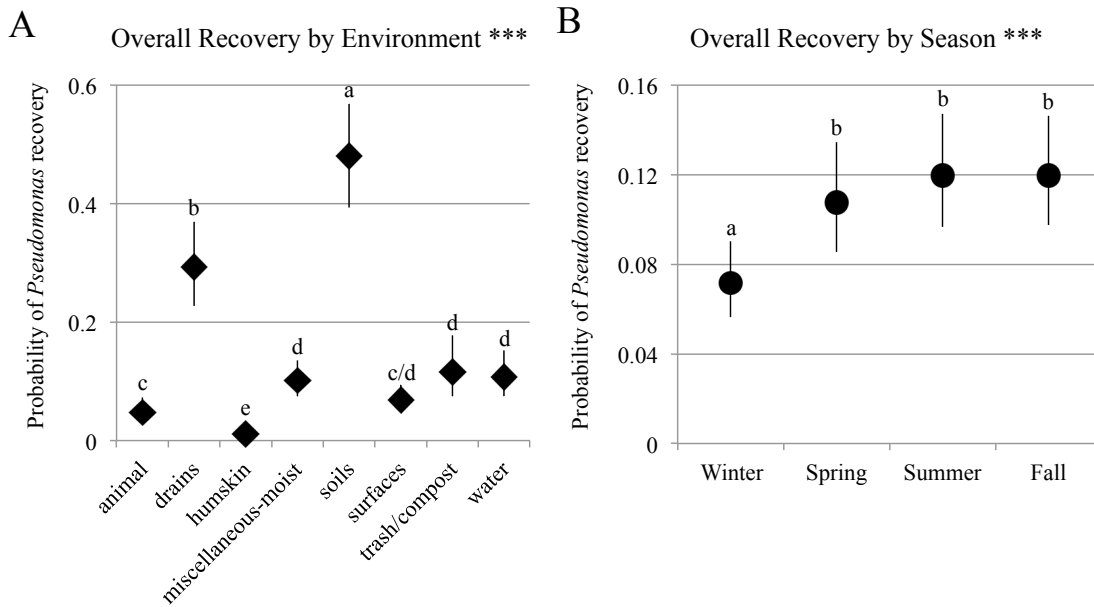 A
Overall Recovery by Environment ***
Probability of Pseudomonas recovery
0.6
0.4
0.2
0
c
b
e
d
a
c/d
d
d
animal
drains
humskin
miscellaneous-moist
soils
surfaces
trash/compost
water
B
Overall Recovery by Season ***
Probability of Pseudomonas recovery
0.16
0.12
0.08
0.04
0
a
b
b
b
Winter
Spring
Summer
Fall